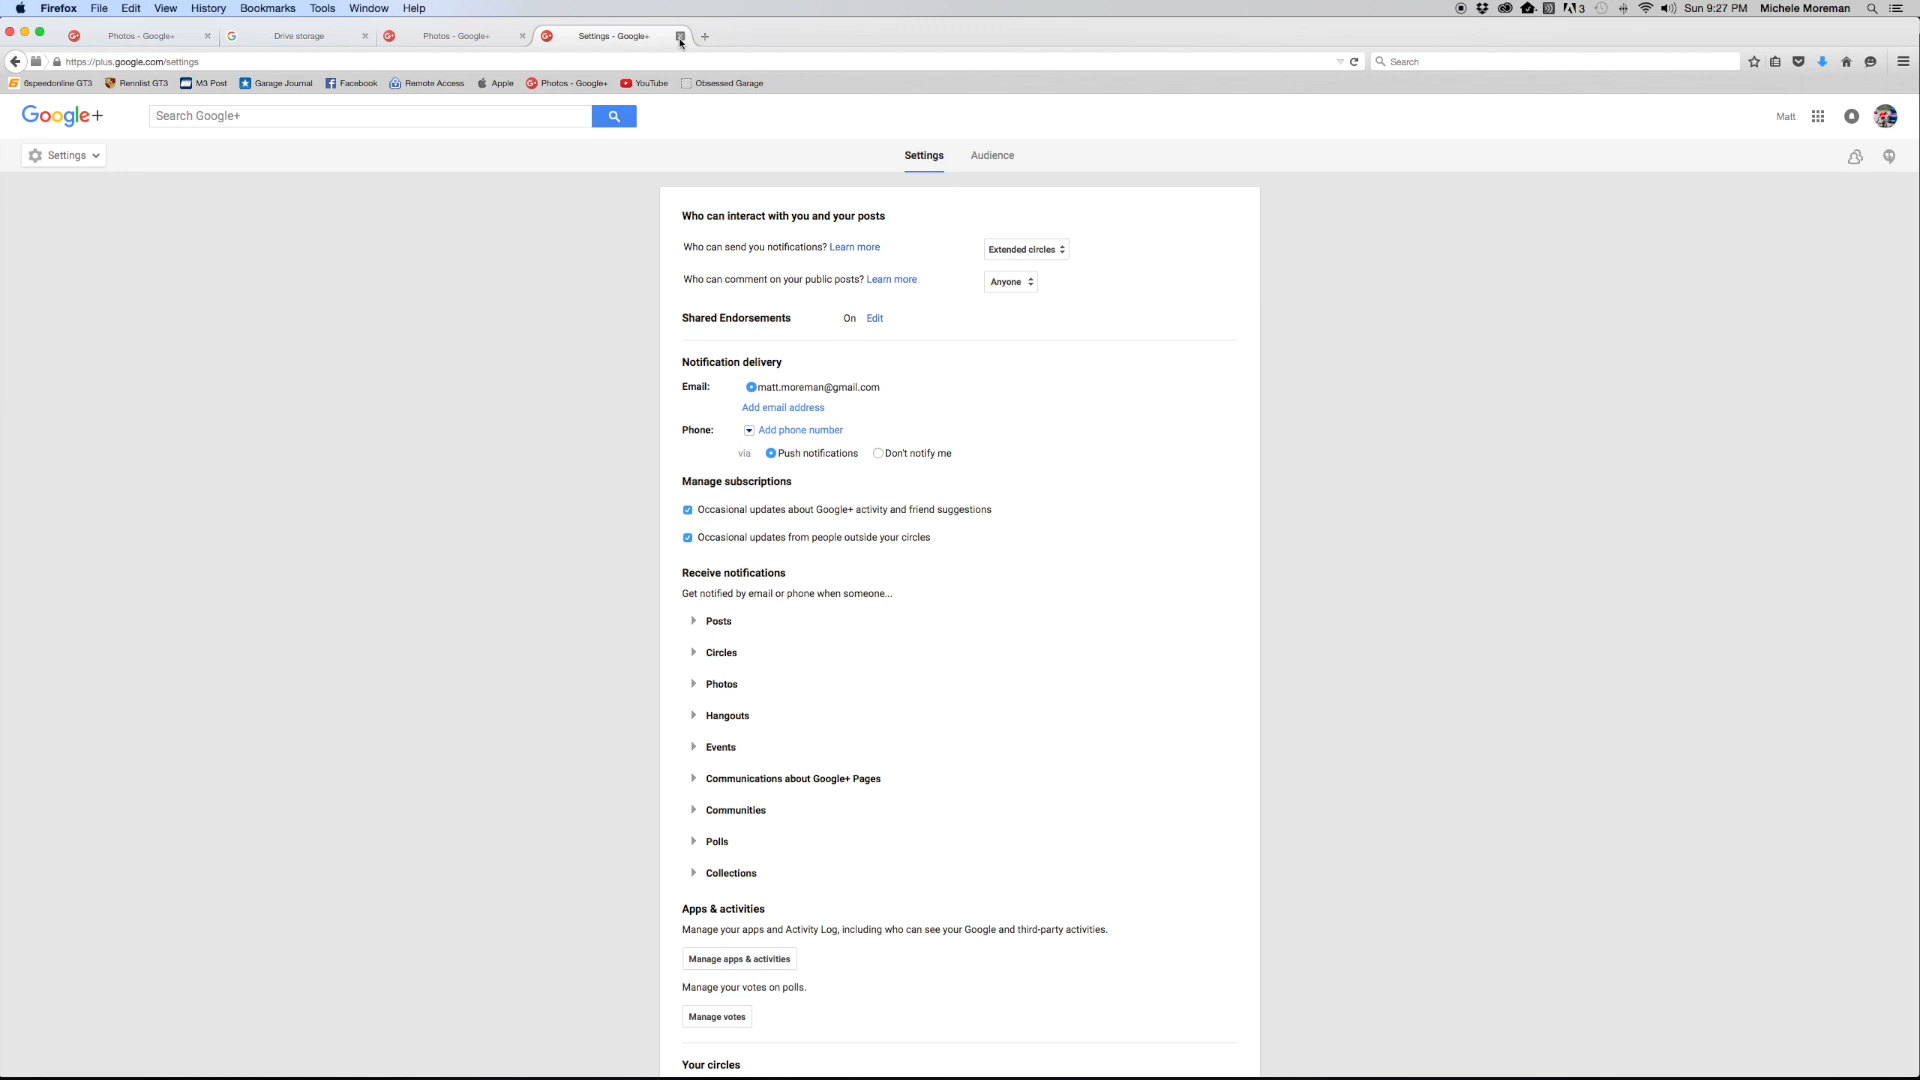 Firefox File Edit View History Bookmarks Tools Window Help
3 Sun 9:27 PM Michele Moreman
Photos - Google+ Drive storage Photos - Google+ Settings - Google+
https://plus.google.com/settings
Search
6speedonline GT3 Rennlist GT3 M3 Post Garage Journal Facebook Remote Access Apple Photos - Google+ YouTube Obsessed Garage
Google+ Search Google+ Matt
Settings Settings Audience
Who can interact with you and your posts
Who can send you notifications? Learn more Extended circles
Who can comment on your public posts? Learn more Anyone
Shared Endorsements On Edit
Notification delivery
Email: matt.moreman@gmail.com
Add email address
Phone: Add phone number
via Push notifications Don't notify me
Manage subscriptions
Occasional updates about Google+ activity and friend suggestions
Occasional updates from people outside your circles
Receive notifications
Get notified by email or phone when someone...
Posts
Circles
Photos
Hangouts
Events
Communications about Google+ Pages
Communities
Polls
Collections
Apps & activities
Manage your apps and Activity Log, including who can see your Google and third-party activities.
Manage apps & activities
Manage your votes on polls.
Manage votes
Your circles